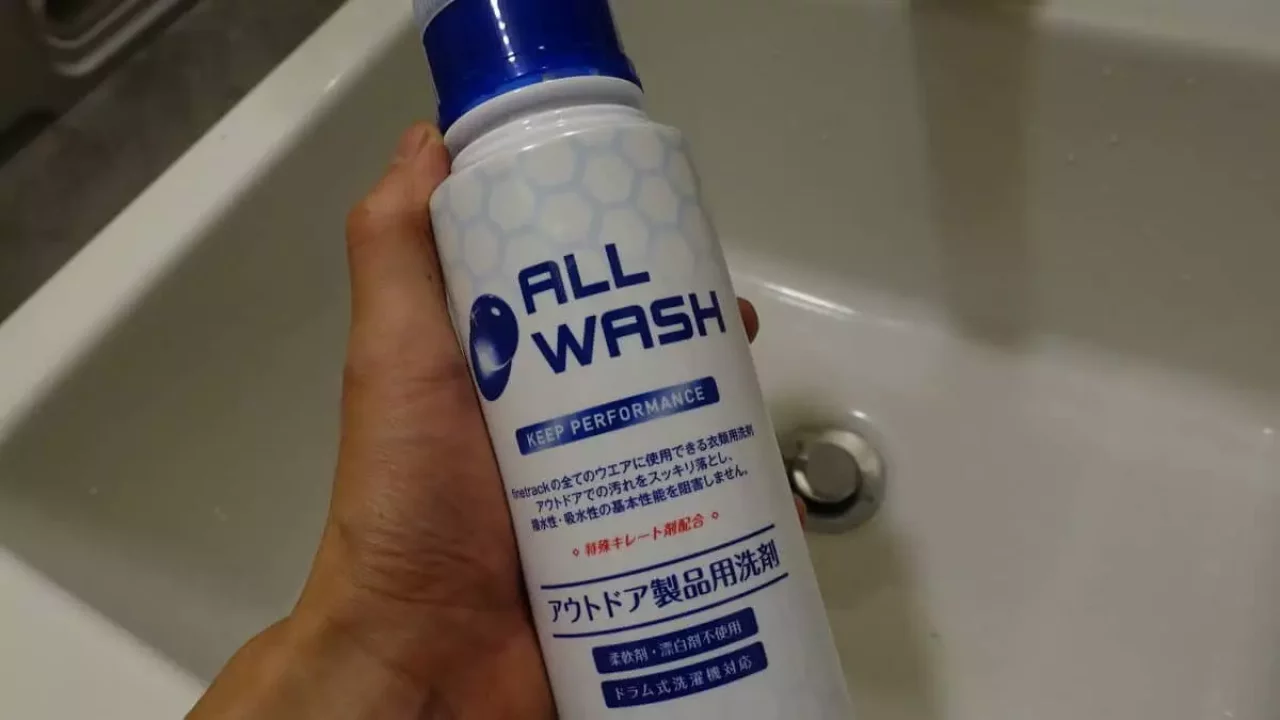 ALL
WASH
KEEP PERFORMANCE
finetrackの全てのウエアに使用できる衣類用洗剤
アウトドアでの汚れをスッキリ落とし、
撥水性・吸水性の基本性能を阻害しません。
◇ 特殊キレート剤配合 ◇
アウトドア製品用洗剤
柔軟剤・漂白剤不使用
ドラム式洗濯機対応